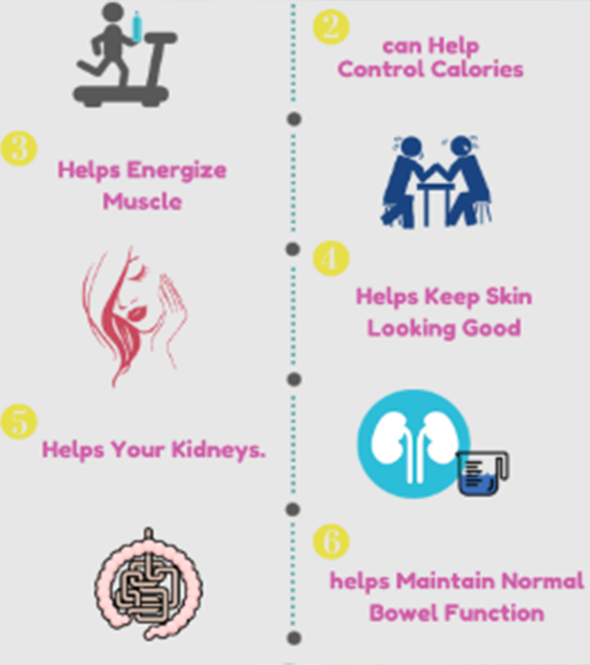 2
can Help
Control Calories
3
Helps Energize
Muscle
4
Helps Keep Skin
Looking Good
5
Helps Your Kidneys.
6
helps Maintain Normal
Bowel Function